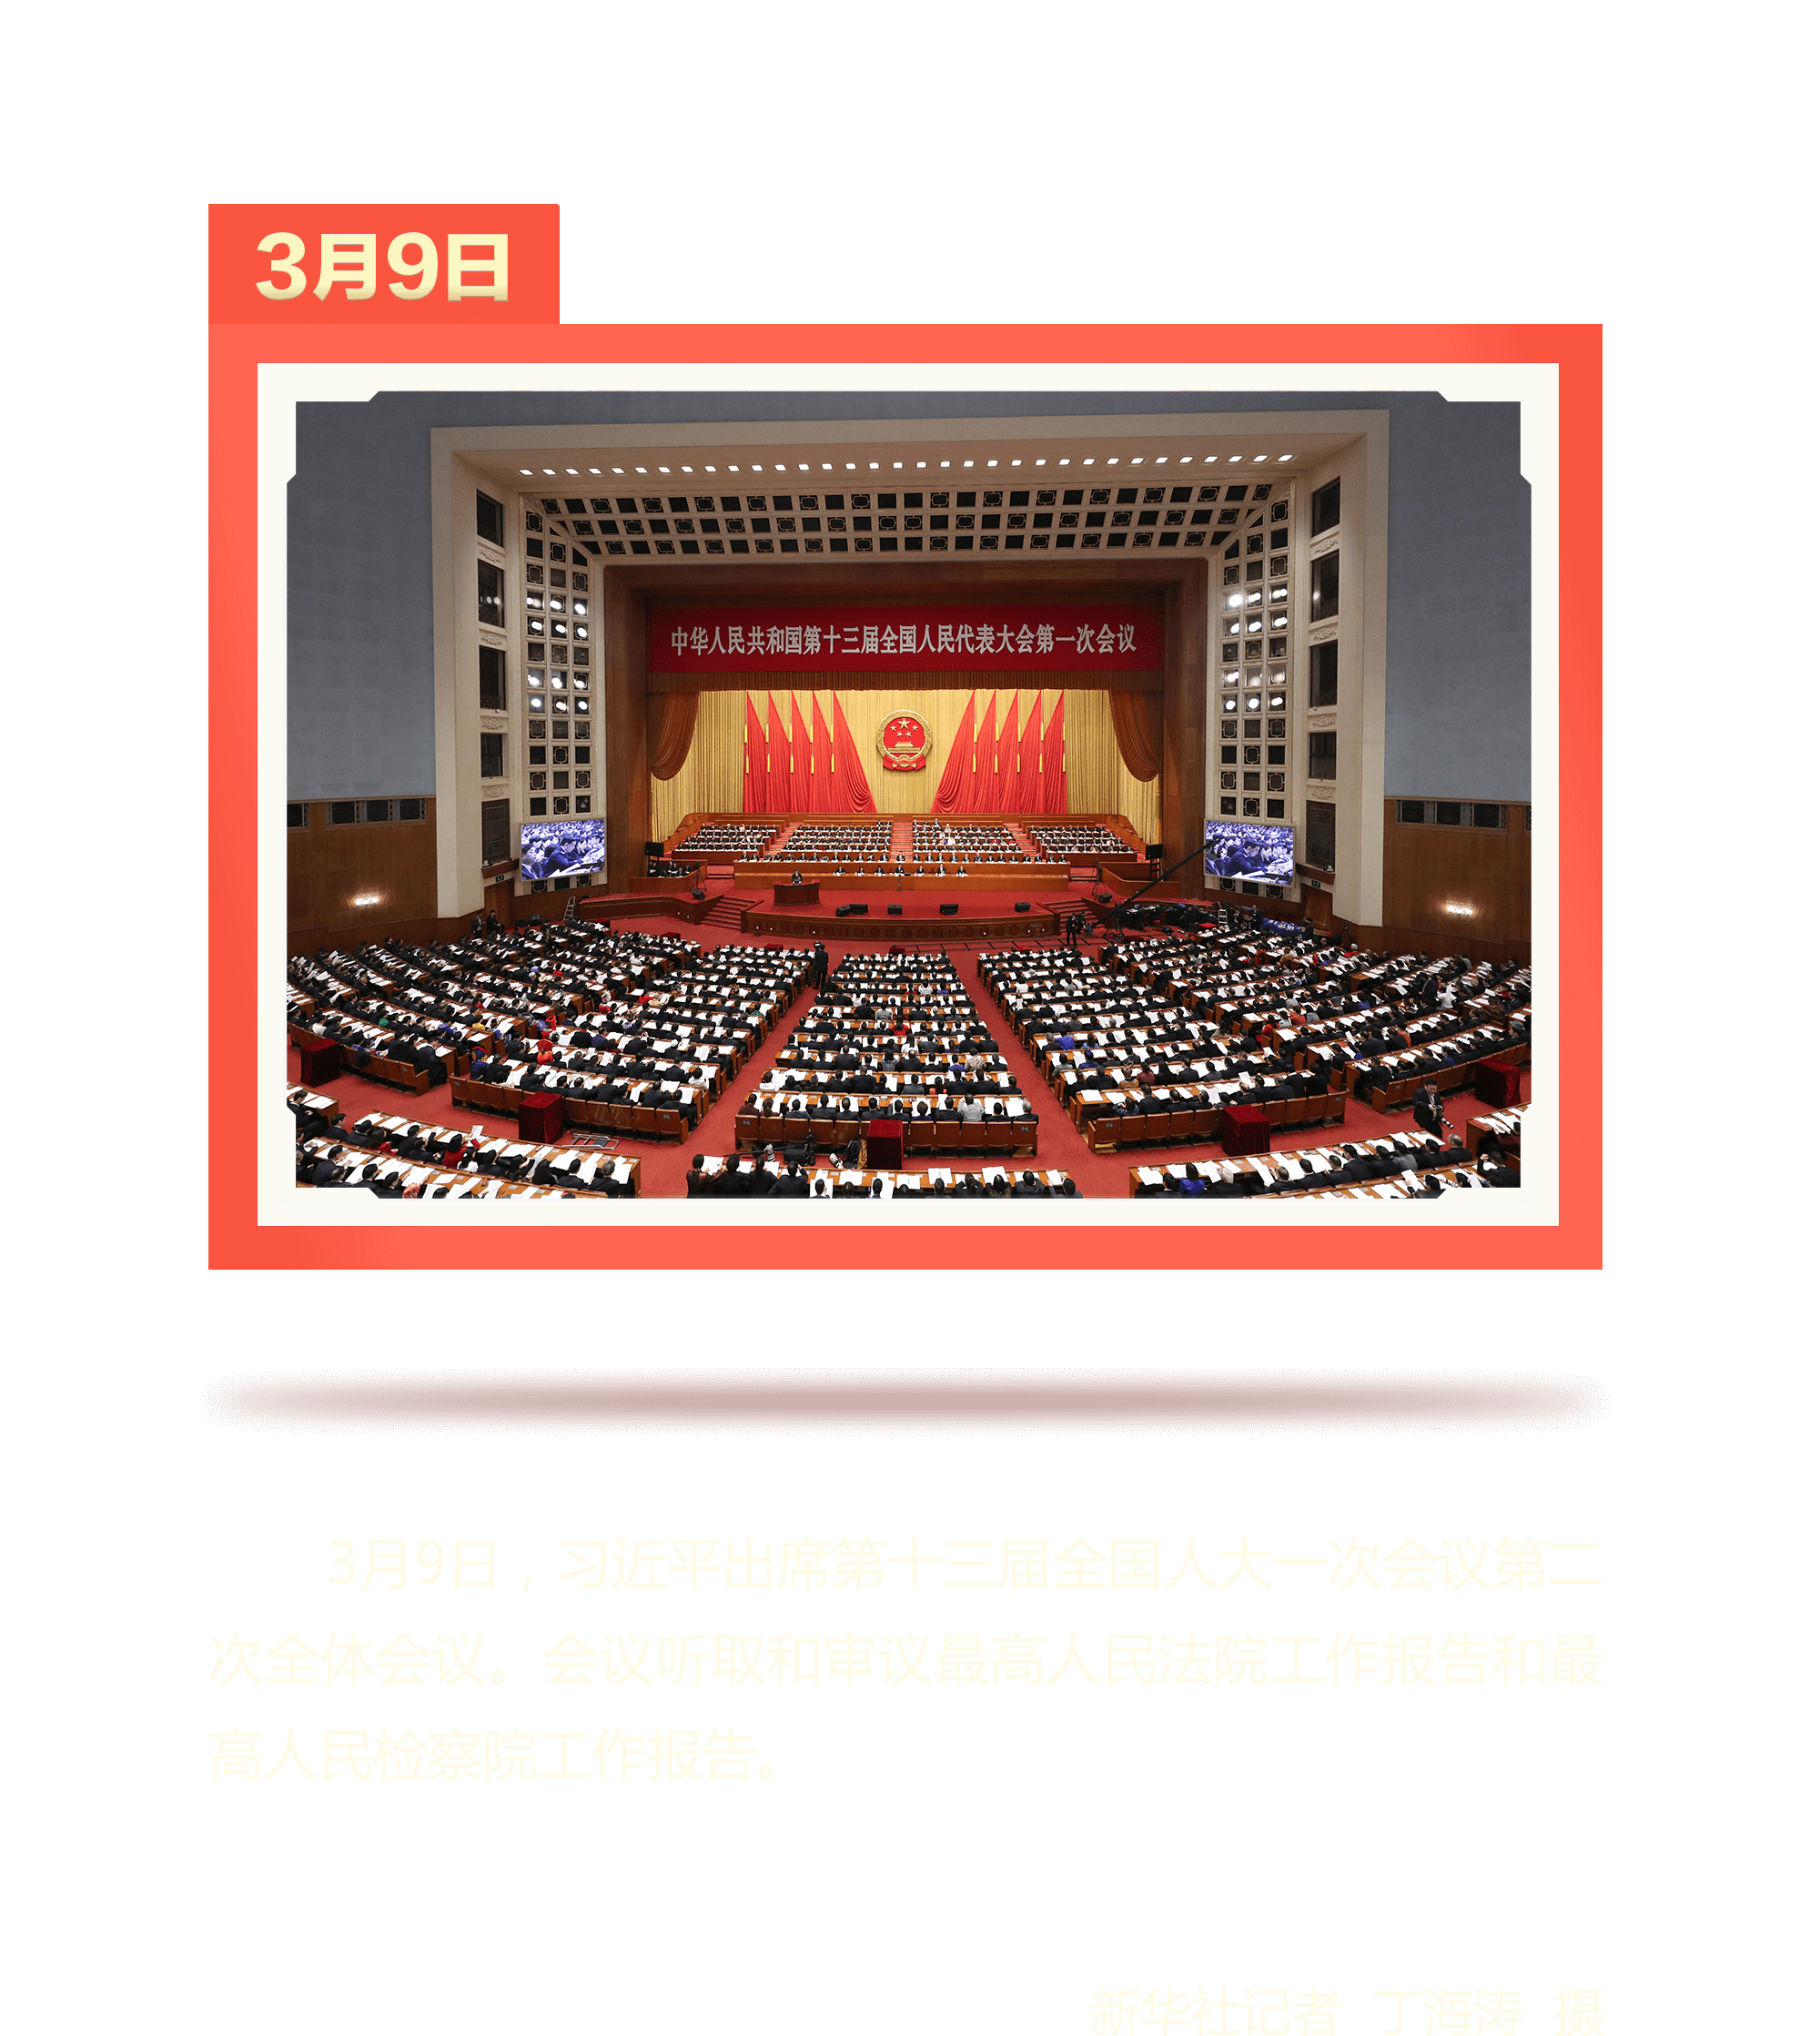 3月9日
中华人民共和国第十三届全国人民代表大会第一次会议
3月9日，习近平出席第十三届全国人大一次会议第二
次全体会议。会议听取和审议最高人民法院工作报告和最
高人民检察院工作报告。
新华社记者 丁海涛 摄